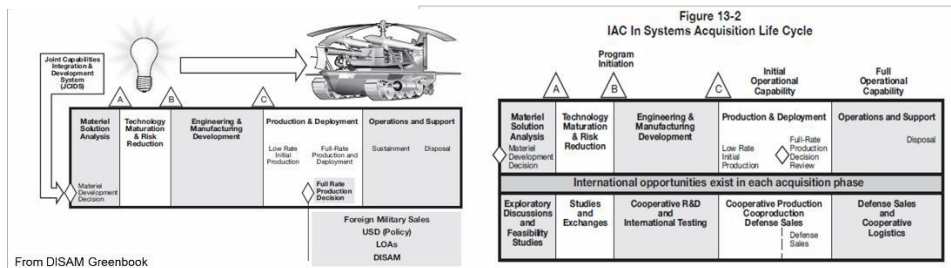 Joint Capabilities
Integration &
Development
System
(JCIDS)
A
B
C
Materiel
Solution
Analysis
Technology
Maturation
& Risk
Reduction
Engineering &
Manufacturing
Development
Production & Deployment
Operations and Support
Low Rate
Initial
Production
Full-Rate
Production and
Deployment
Sustainment
Disposal
Materiel
Development
Decision
Full Rate
Production
Decision
Foreign Military Sales
USD (Policy)
LOAs
DISAM
From DISAM Greenbook
Figure 13-2
IAC In Systems Acquisition Life Cycle
Program
Initiation
Initial
Operational
Capability
Full
Operational
Capability
A
B
C
Materiel
Solution
Analysis
Materiel
Development
Decision
Technology
Maturation
& Risk
Reduction
Engineering &
Manufacturing
Development
Production & Deployment
Low Rate
Initial
Production
Full-Rate
Production
Decision
Review
Operations and Support
Disposal
International opportunities exist in each acquisition phase
Exploratory
Discussions
and
Feasibility
Studies
Studies
and
Exchanges
Cooperative R&D
and
International Testing
Cooperative Production
Coproduction
Defense Sales
Defense
Sales
Defense Sales
and
Cooperative
Logistics